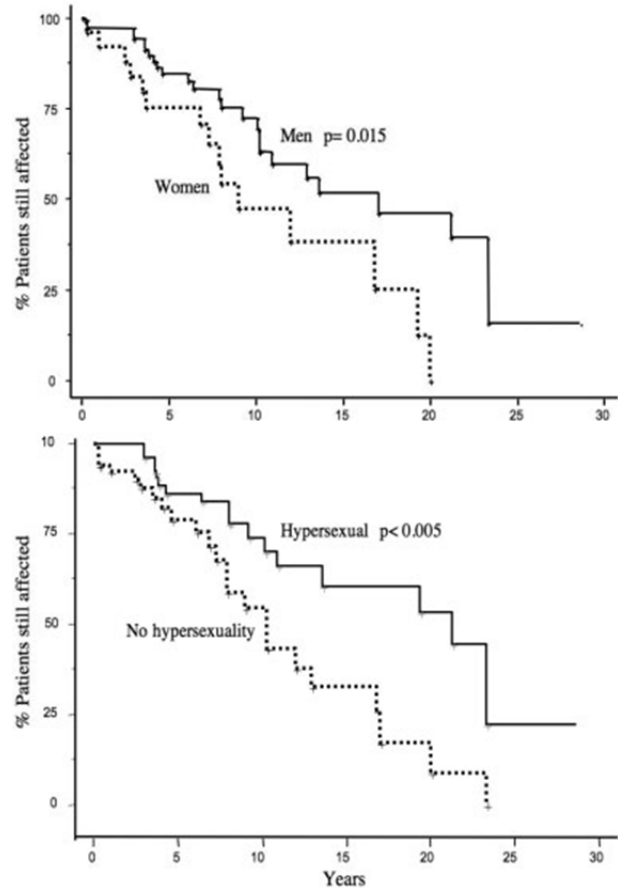 % Patients still affected
100
75
50
25
0
Men p= 0.015
Women
0 5 10 15 20 25 30
% Patients still affected
10
75
50
25
0
Hypersexual p< 0.005
No hypersexuality
0 5 10 15 20 25 30
Years